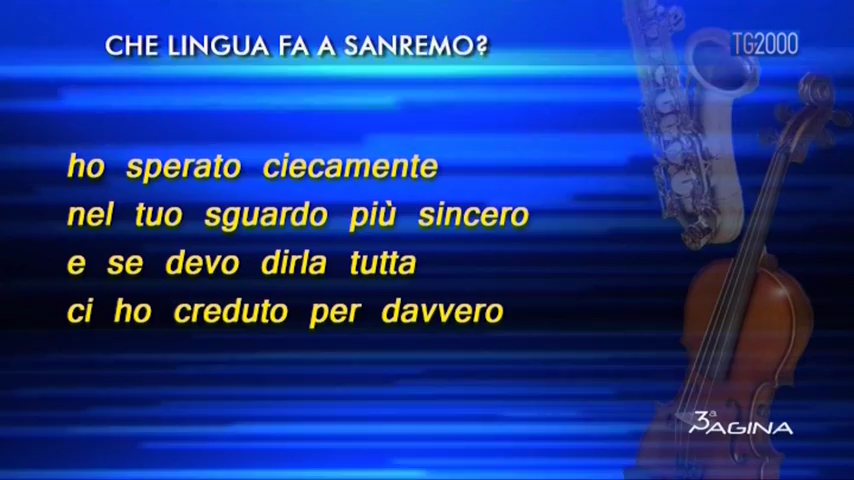 CHE LINGUA FA A SANREMO?
TG2000
ho sperato ciecamente
nel tuo sguardo più sincero
e se devo dirla tutta
ci ho creduto per davvero
3a PAGINA